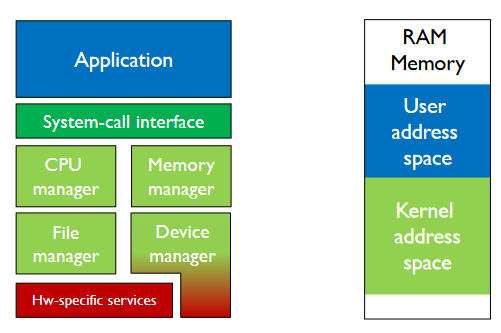 Application
System-call interface
CPU
manager
Memory
manager
File
manager
Device
manager
Hw-specific services
RAM
Memory
User
address
space
Kernel
address
space